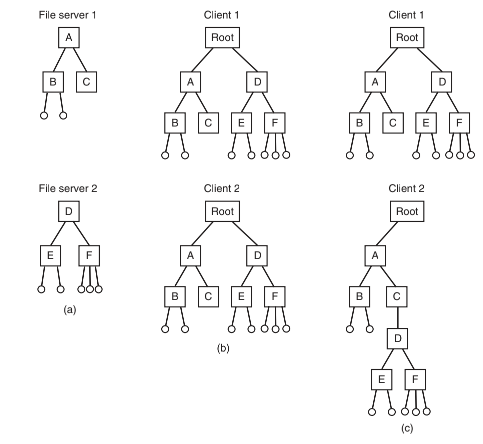 File server 1
A
B C
File server 2
D
E F
(a)
Client 1
Root
A D
B C E F
Client 2
Root
A D
B C E F
(b)
Client 1
Root
A D
B C E F
Client 2
Root
A
B C
D
E F
(c)